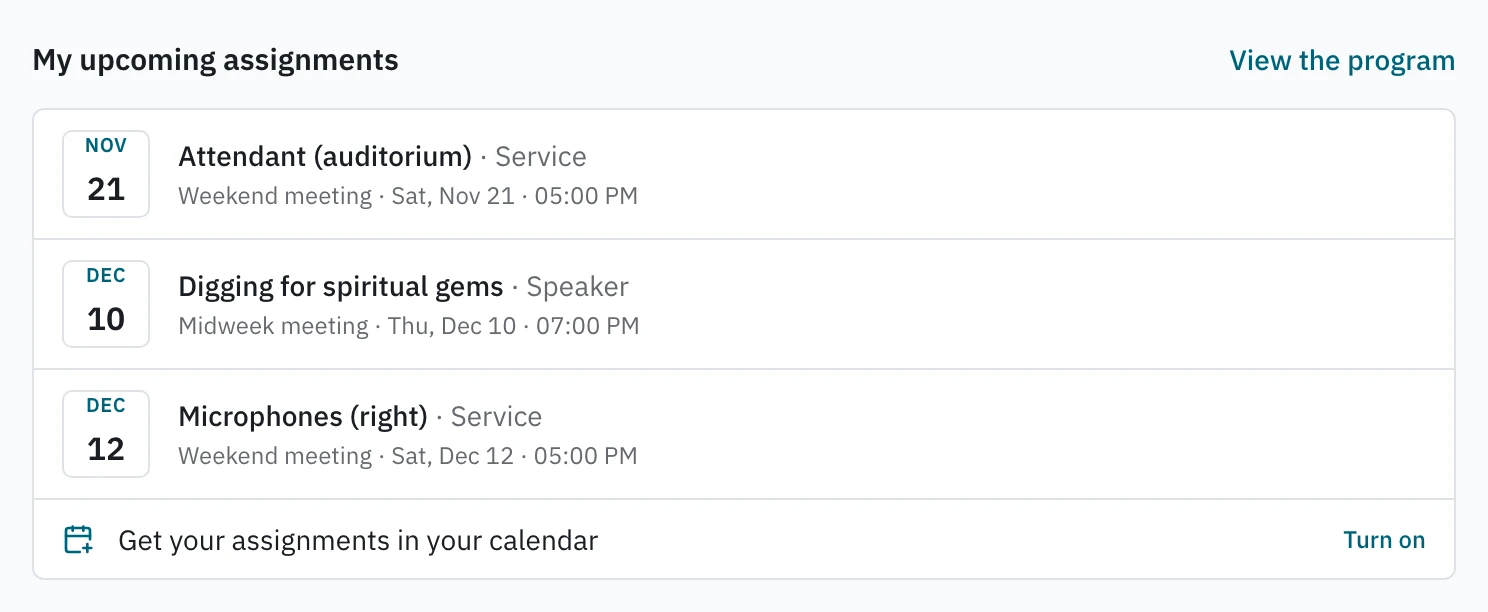 My upcoming assignments
View the program
NOV
21
Attendant (auditorium) · Service
Weekend meeting · Sat, Nov 21 · 05:00 PM
DEC
10
Digging for spiritual gems · Speaker
Midweek meeting · Thu, Dec 10 · 07:00 PM
DEC
12
Microphones (right) · Service
Weekend meeting · Sat, Dec 12 · 05:00 PM
Get your assignments in your calendar
Turn on